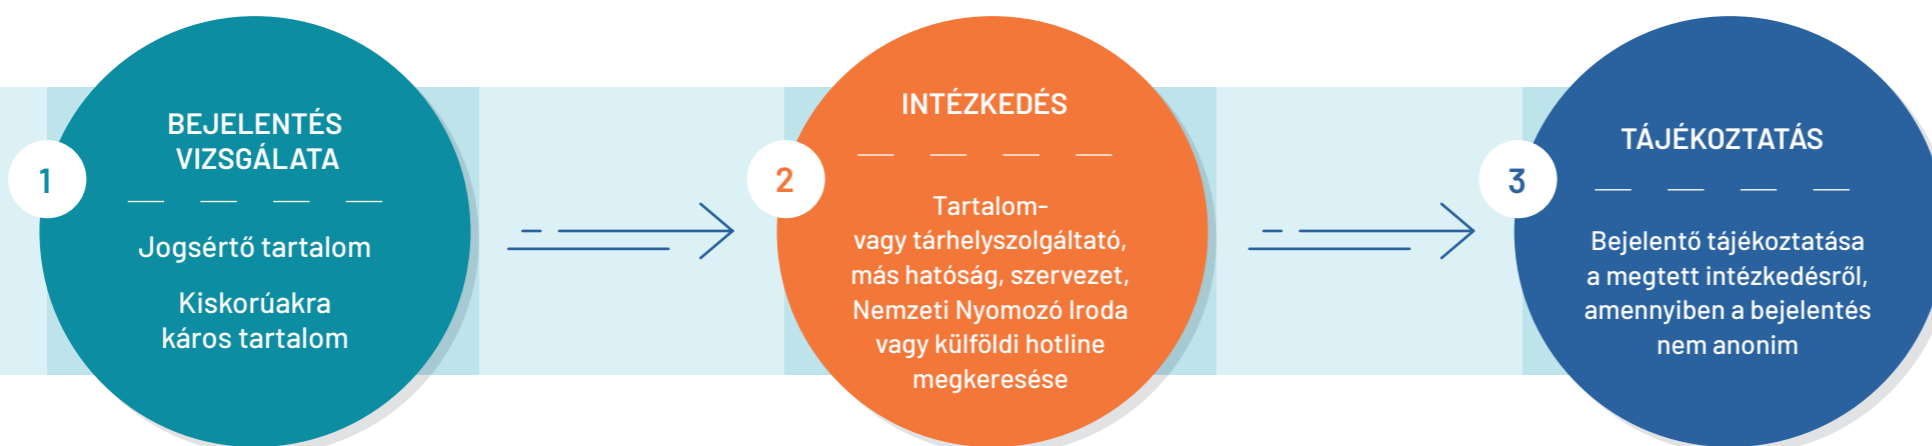 1
BEJELENTÉS
VIZSGÁLATA
Jogsértő tartalom
Kiskorúakra
káros tartalom
2
INTÉZKEDÉS
Tartalom-
vagy tárhelyszolgáltató,
más hatóság, szervezet,
Nemzeti Nyomozó Iroda
vagy külföldi hotline
megkeresése
3
TÁJÉKOZTATÁS
Bejelentő tájékoztatása
a megtett intézkedésről,
amennyiben a bejelentés
nem anonim